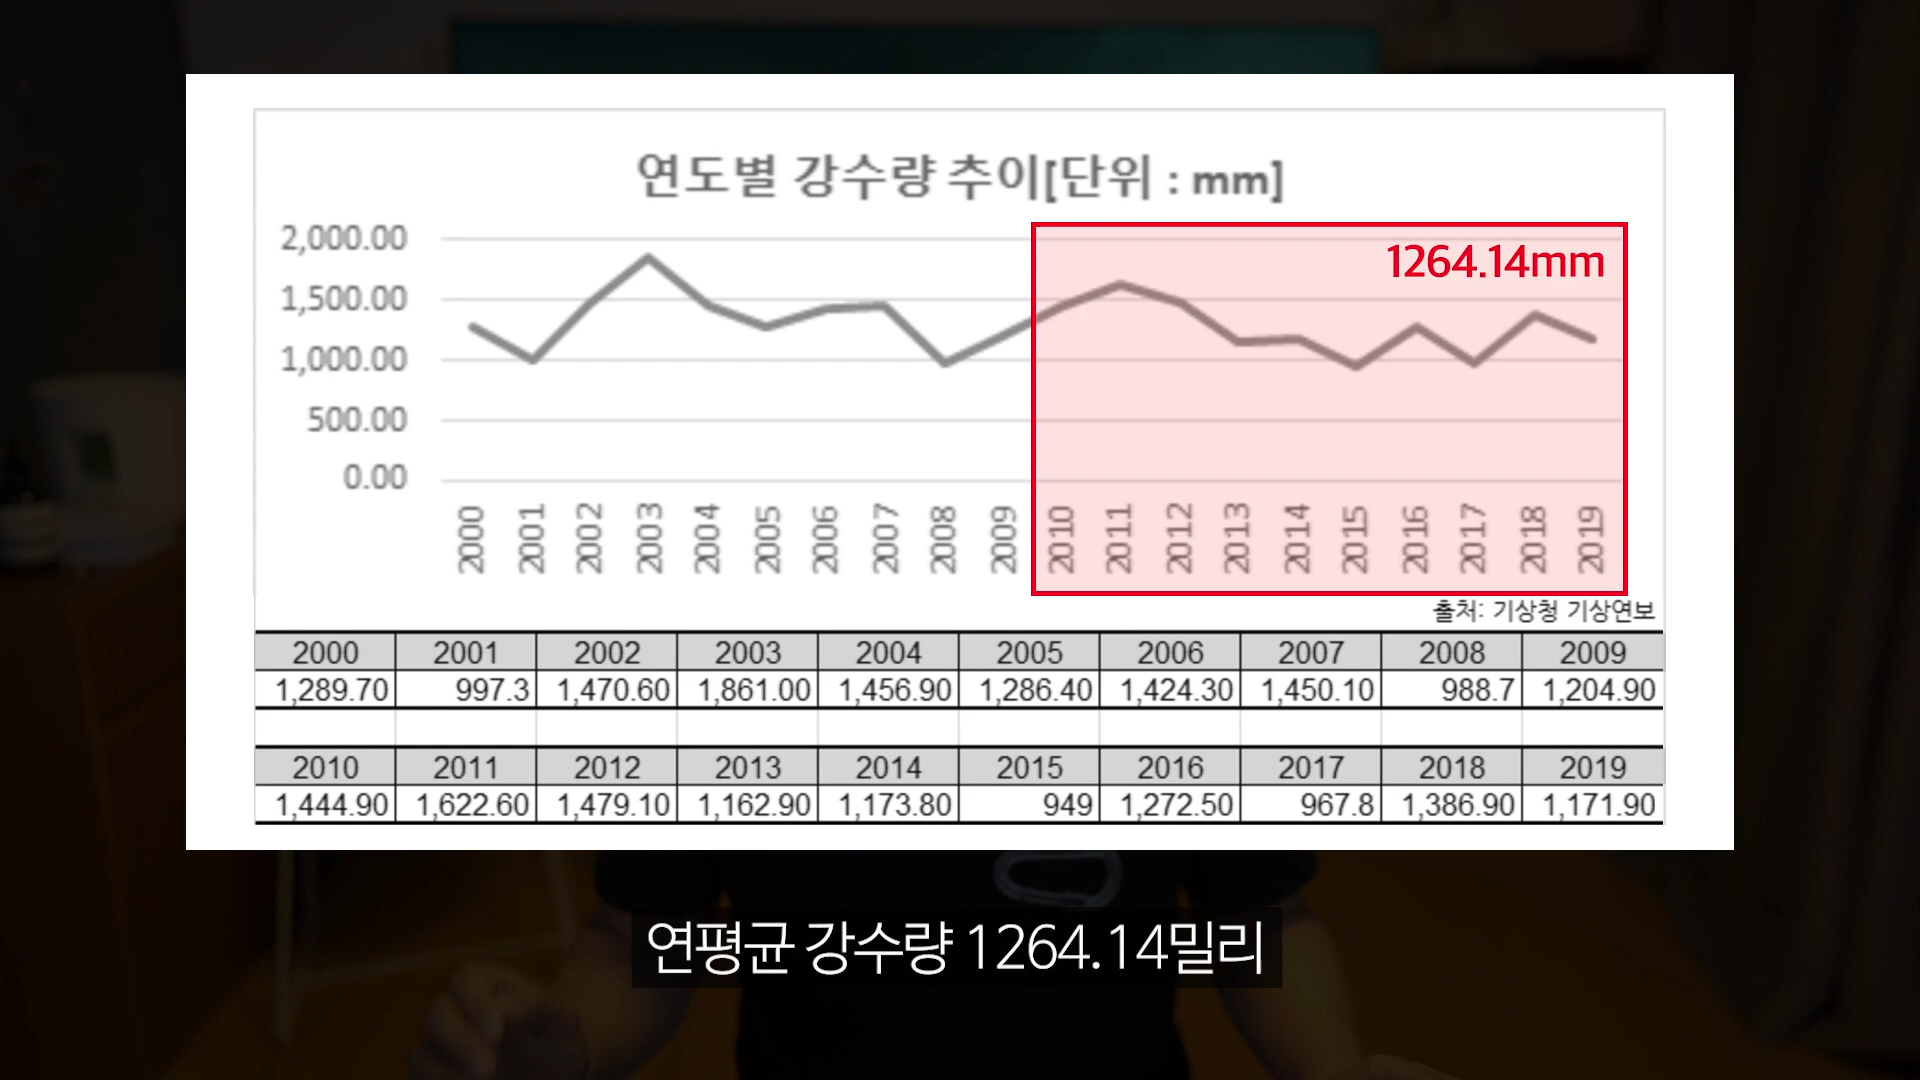 연도별 강수량 추이[단위 : mm]
2,000.00
1,500.00
1,000.00
500.00
0.00
1264.14mm
2000 2001 2002 2003 2004 2005 2006 2007 2008 2009 2010 2011 2012 2013 2014 2015 2016 2017 2018 2019
출처: 기상청 기상연보
2000 2001 2002 2003 2004 2005 2006 2007 2008 2009
1,289.70 997.3 1,470.60 1,861.00 1,456.90 1,286.40 1,424.30 1,450.10 988.7 1,204.90
2010 2011 2012 2013 2014 2015 2016 2017 2018 2019
1,444.90 1,622.60 1,479.10 1,162.90 1,173.80 949 1,272.50 967.8 1,386.90 1,171.90
연평균 강수량 1264.14밀리